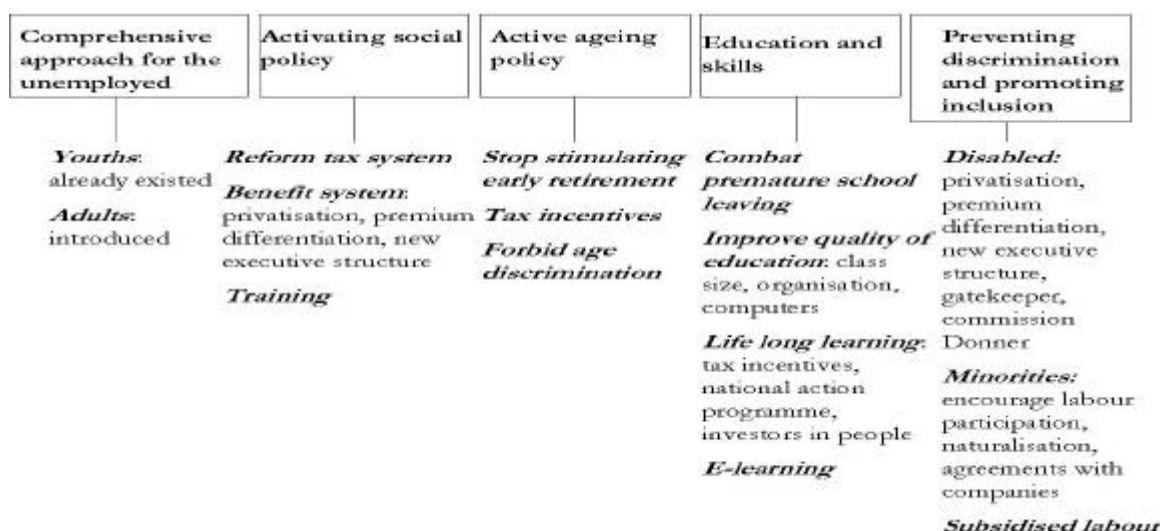 Comprehensive
approach for the
unemployed
Youths:
already existed
Adults:
introduced
Activating social
policy
Reform tax system
Benefit system:
privatisation, premium
differentiation, new
executive structure
Training
Active ageing
policy
Stop stimulating
early retirement
Tax incentives
Forbid age
discrimination
Education and
skills
Combat
premature school
leaving
Improve quality of
education: class
size, organisation,
computers
Life long learning:
tax incentives,
national action
programme,
investors in people
E-learning
Preventing
discrimination
and promoting
inclusion
Disabled:
privatisation,
premium
differentiation,
new executive
structure,
gatekeeper,
commission
Donner
Minorities:
encourage labour
participation,
naturalisation,
agreements with
companies
Subsidised labour